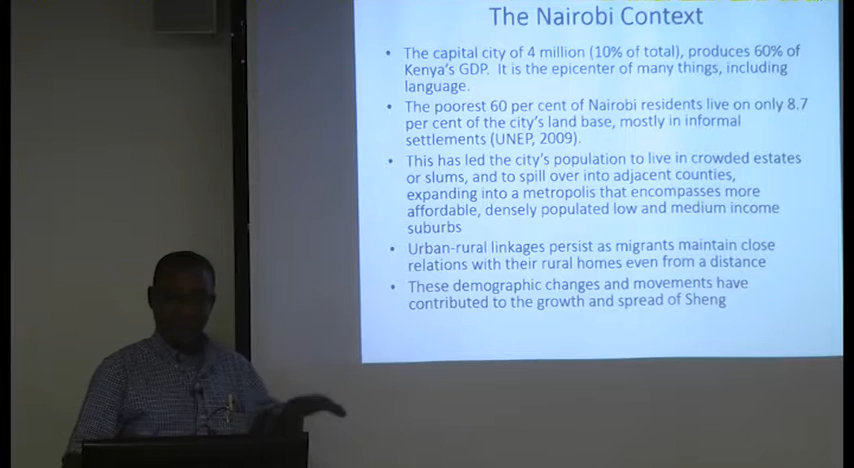 The Nairobi Context
• The capital city of 4 million (10% of total), produces 60% of
Kenya's GDP. It is the epicenter of many things, including
language.
• The poorest 60 per cent of Nairobi residents live on only 8.7
per cent of the city's land base, mostly in informal
settlements (UNEP, 2009).
• This has led the city's population to live in crowded estates
or slums, and to spill over into adjacent counties,
expanding into a metropolis that encompasses more
affordable, densely populated low and medium income
suburbs
• Urban-rural linkages persist as migrants maintain close
relations with their rural homes even from a distance
• These demographic changes and movements have
contributed to the growth and spread of Sheng